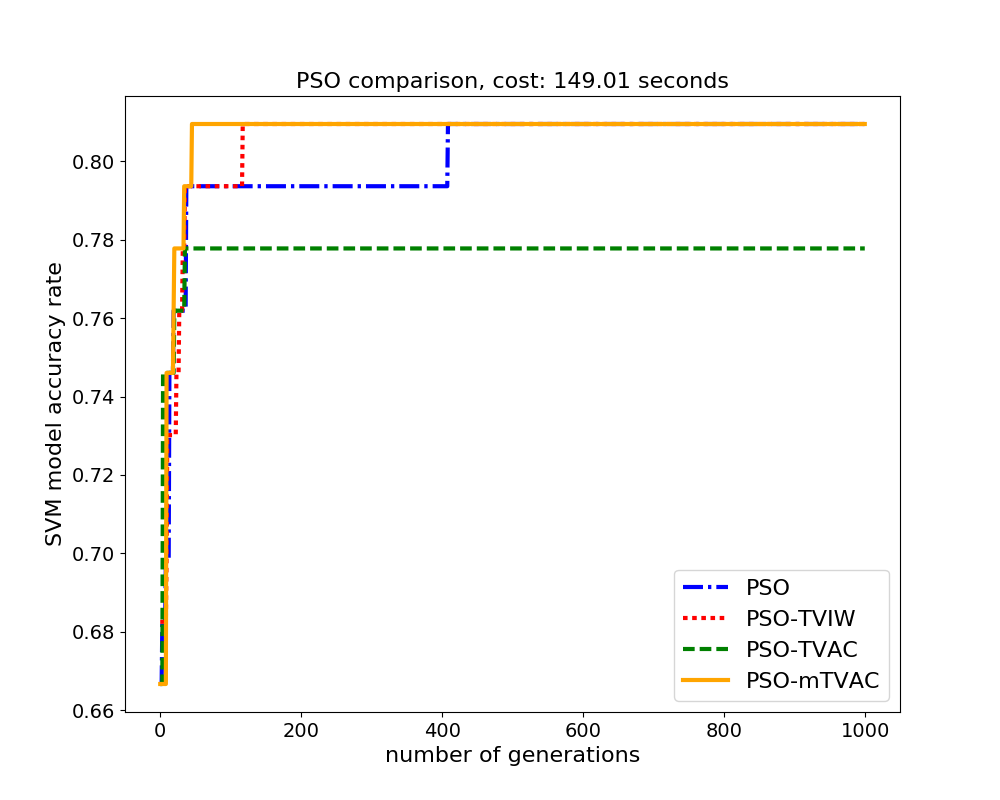 PSO comparison, cost: 149.01 seconds
SVM model accuracy rate
0.80
0.78
0.76
0.74
0.72
0.70
0.68
0.66
0 200 400 600 800 1000
number of generations
PSO
PSO-TVIW
PSO-TVAC
PSO-mTVAC